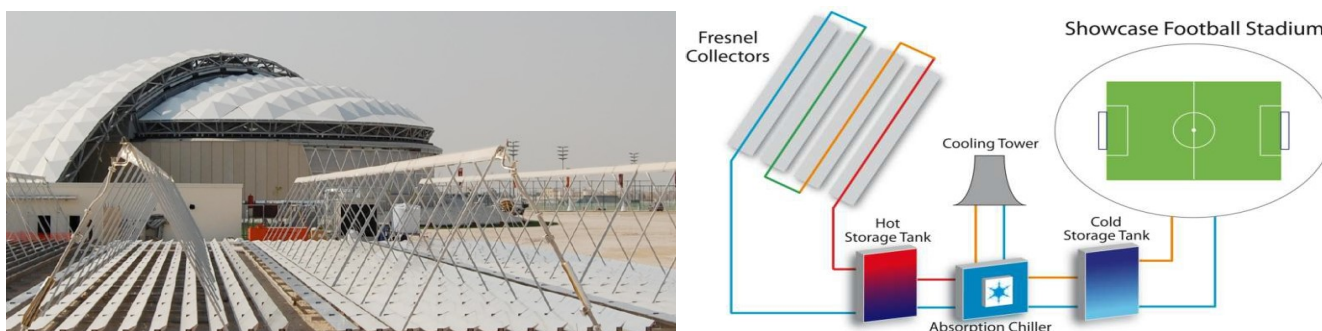 Fresnel
Collectors
Showcase Football Stadium
Cooling Tower
Hot
Storage Tank
Cold
Storage Tank
Absorption Chiller